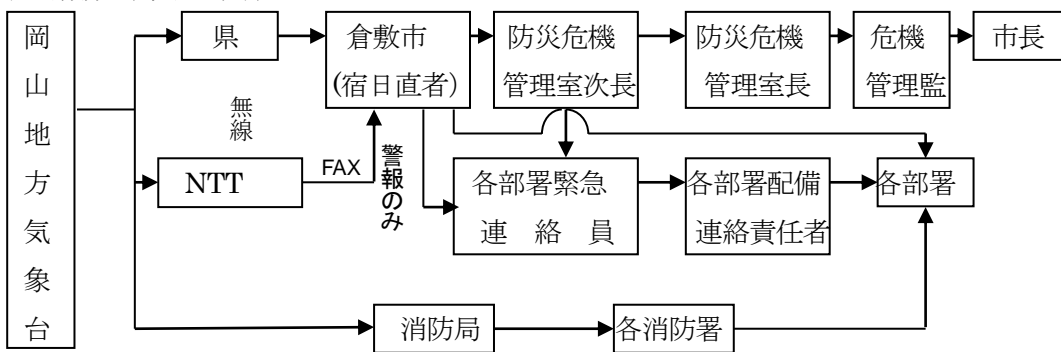 岡山地方気象台
県
倉敷市
(宿日直者)
防災危機
管理室次長
防災危機
管理室長
危機
管理監
市長
無線
NTT
FAX
警報のみ
各部署緊急
連 絡 員
各部署配備
連絡責任者
各部署
消防局
各消防署